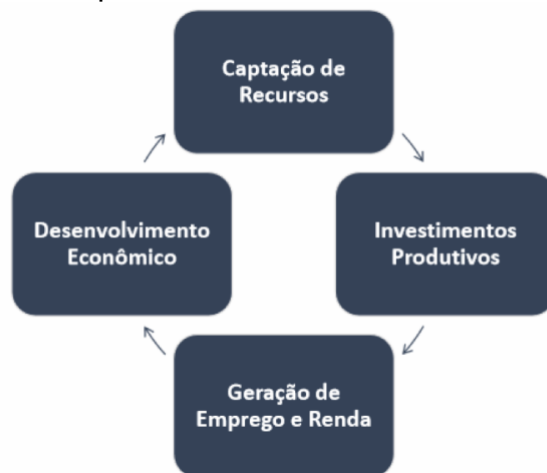 Captação de
Recursos
Desenvolvimento
Econômico
Investimentos
Produtivos
Geração de
Emprego e Renda